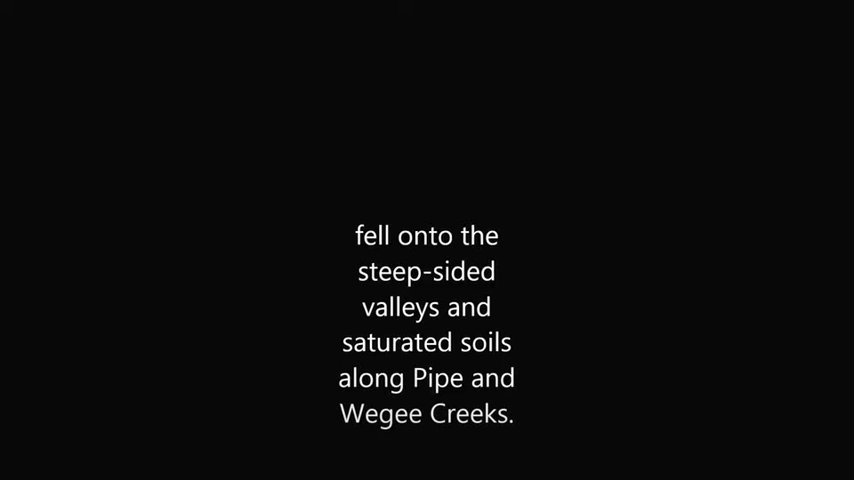 fell onto the
steep-sided
valleys and
saturated soils
along Pipe and
Wegee Creeks.